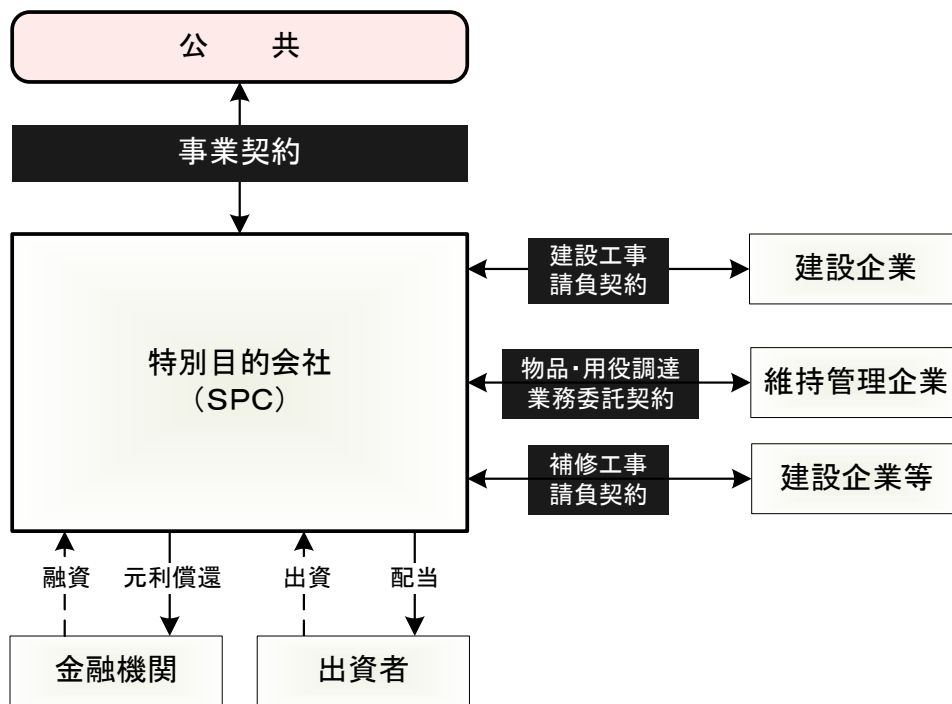 公　　共
事業契約
特別目的会社
（SPC）
建設工事
請負契約
建設企業
物品・用役調達
業務委託契約
維持管理企業
補修工事
請負契約
建設企業等
融資
元利償還
出資
配当
金融機関
出資者